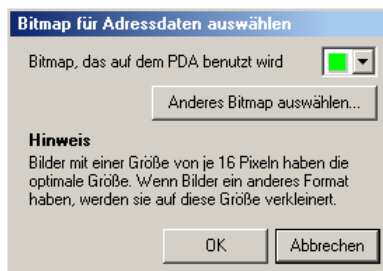 Bitmap für Adressdaten auswählen
Bitmap, das auf dem PDA benutzt wird
Anderes Bitmap auswählen...
Hinweis
Bilder mit einer Größe von je 16 Pixeln haben die
optimale Größe. Wenn Bilder ein anderes Format
haben, werden sie auf diese Größe verkleinert.
OK
Abbrechen